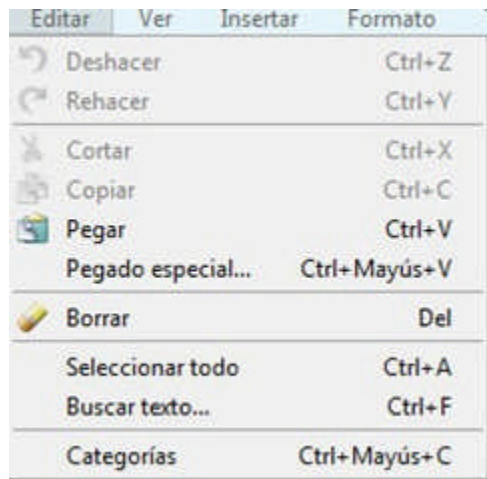 Editar Ver Insertar Formato
Deshacer Ctrl+Z
Rehacer Ctrl+Y
Cortar Ctrl+X
Copiar Ctrl+C
Pegar Ctrl+V
Pegado especial... Ctrl+Mayús+V
Borrar Del
Seleccionar todo Ctrl+A
Buscar texto... Ctrl+F
Categorías Ctrl+Mayús+C